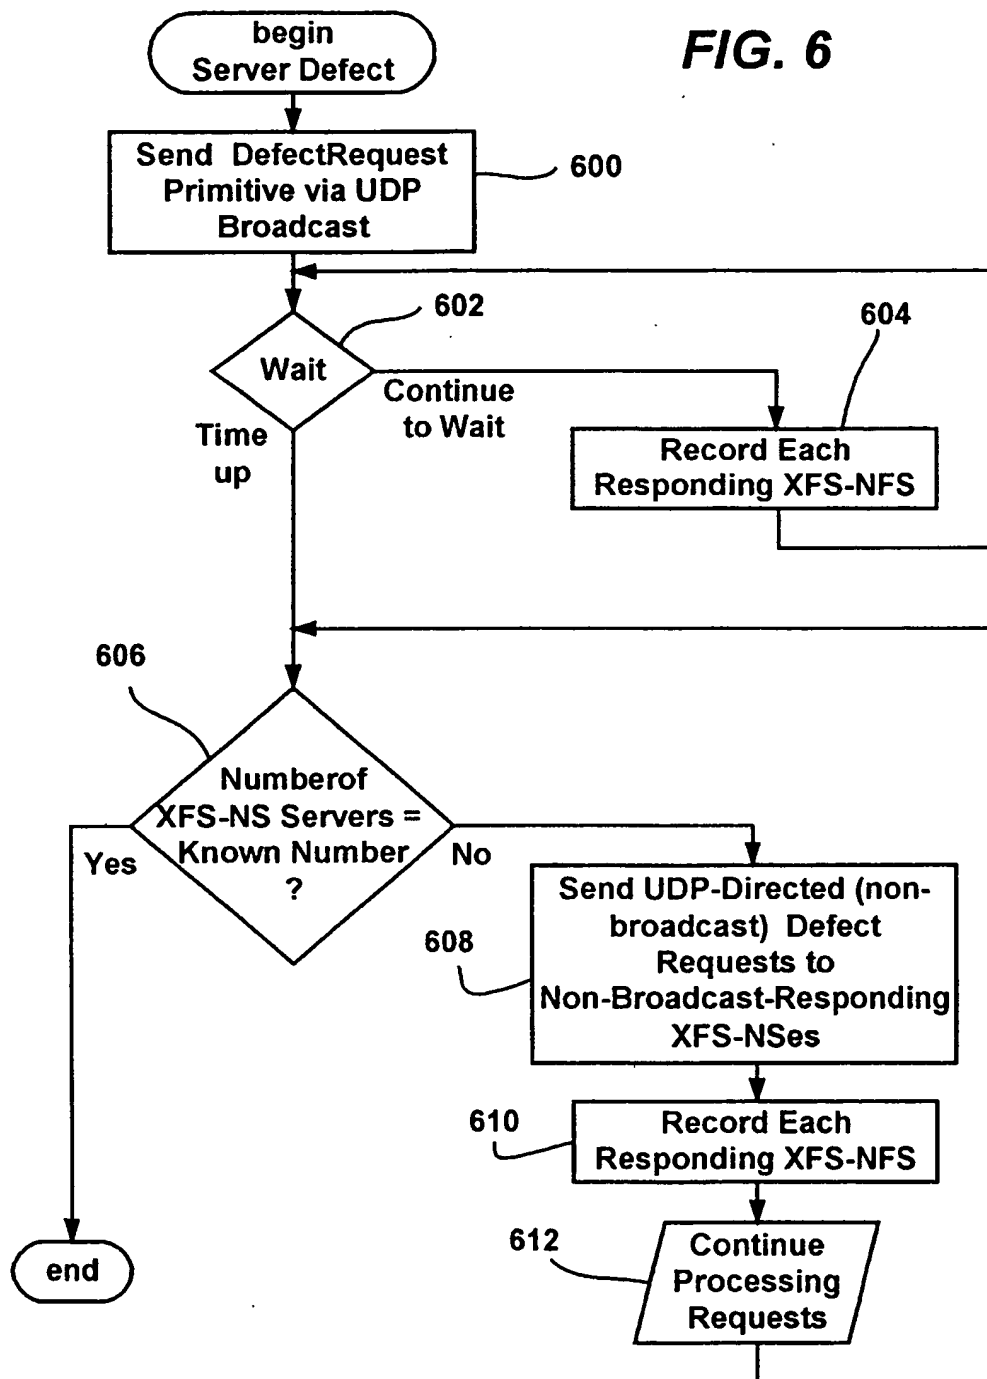 begin
Server Defect
FIG. 6
Send DefectRequest
Primitive via UDP
Broadcast
600
602
Wait
Continue
to Wait
Time
up
604
Record Each
Responding XFS-NFS
606
Numberof
XFS-NS Servers =
Known Number
?
Yes
No
608
Send UDP-Directed (non-
broadcast) Defect
Requests to
Non-Broadcast-Responding
XFS-NSes
610
Record Each
Responding XFS-NFS
612
Continue
Processing
Requests
end